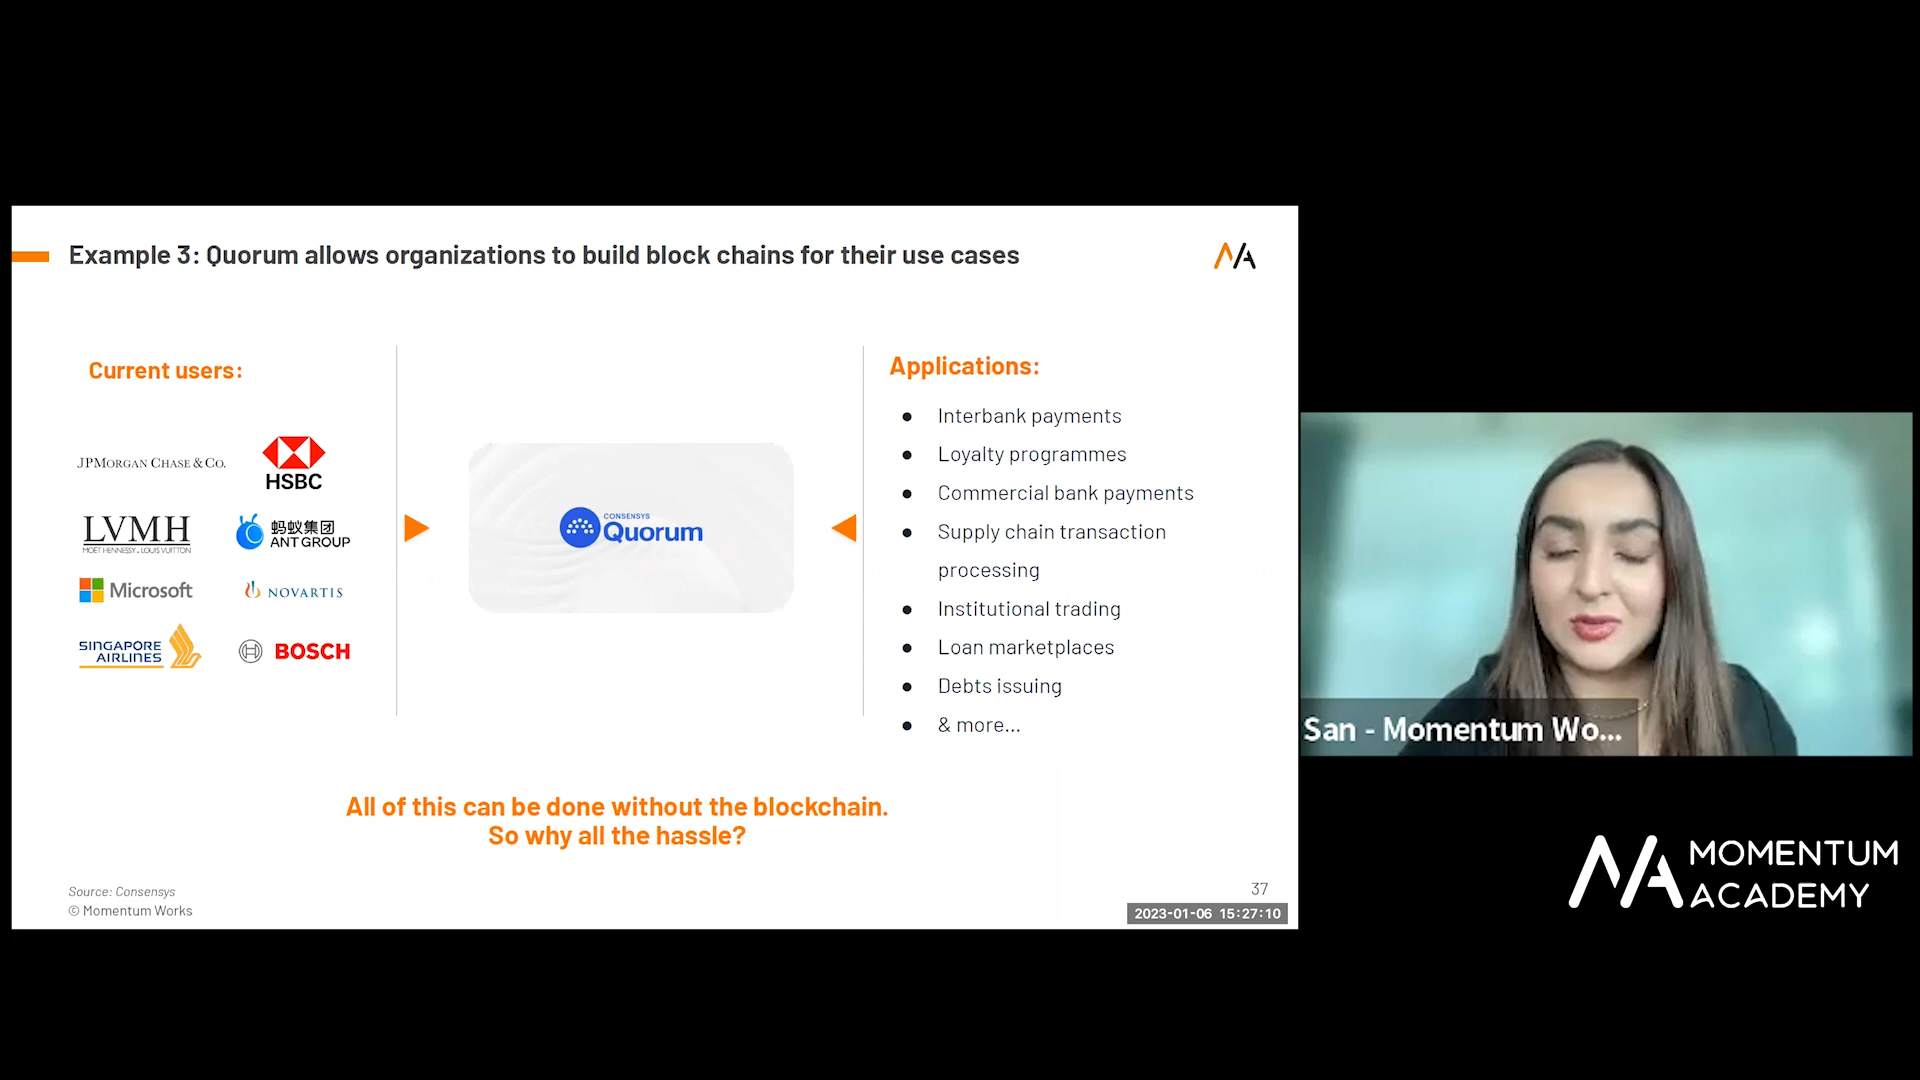 Example 3: Quorum allows organizations to build block chains for their use cases
Current users:
JPMORGAN CHASE & CO.
HSBC
LVMH
MOËT HENNESSY. LOUIS VUITTON
蚂蚁集团
ANT GROUP
Microsoft
NOVARTIS
SINGAPORE
AIRLINES
BOSCH
CONSENSYS
Quorum
Applications:
● Interbank payments
● Loyalty programmes
● Commercial bank payments
● Supply chain transaction
processing
● Institutional trading
● Loan marketplaces
● Debts issuing
● & more...
All of this can be done without the blockchain.
So why all the hassle?
Source: Consensys
© Momentum Works
37
2023-01-06 15:27:10
San - Momentum Wo...
MOMENTUM
ACADEMY